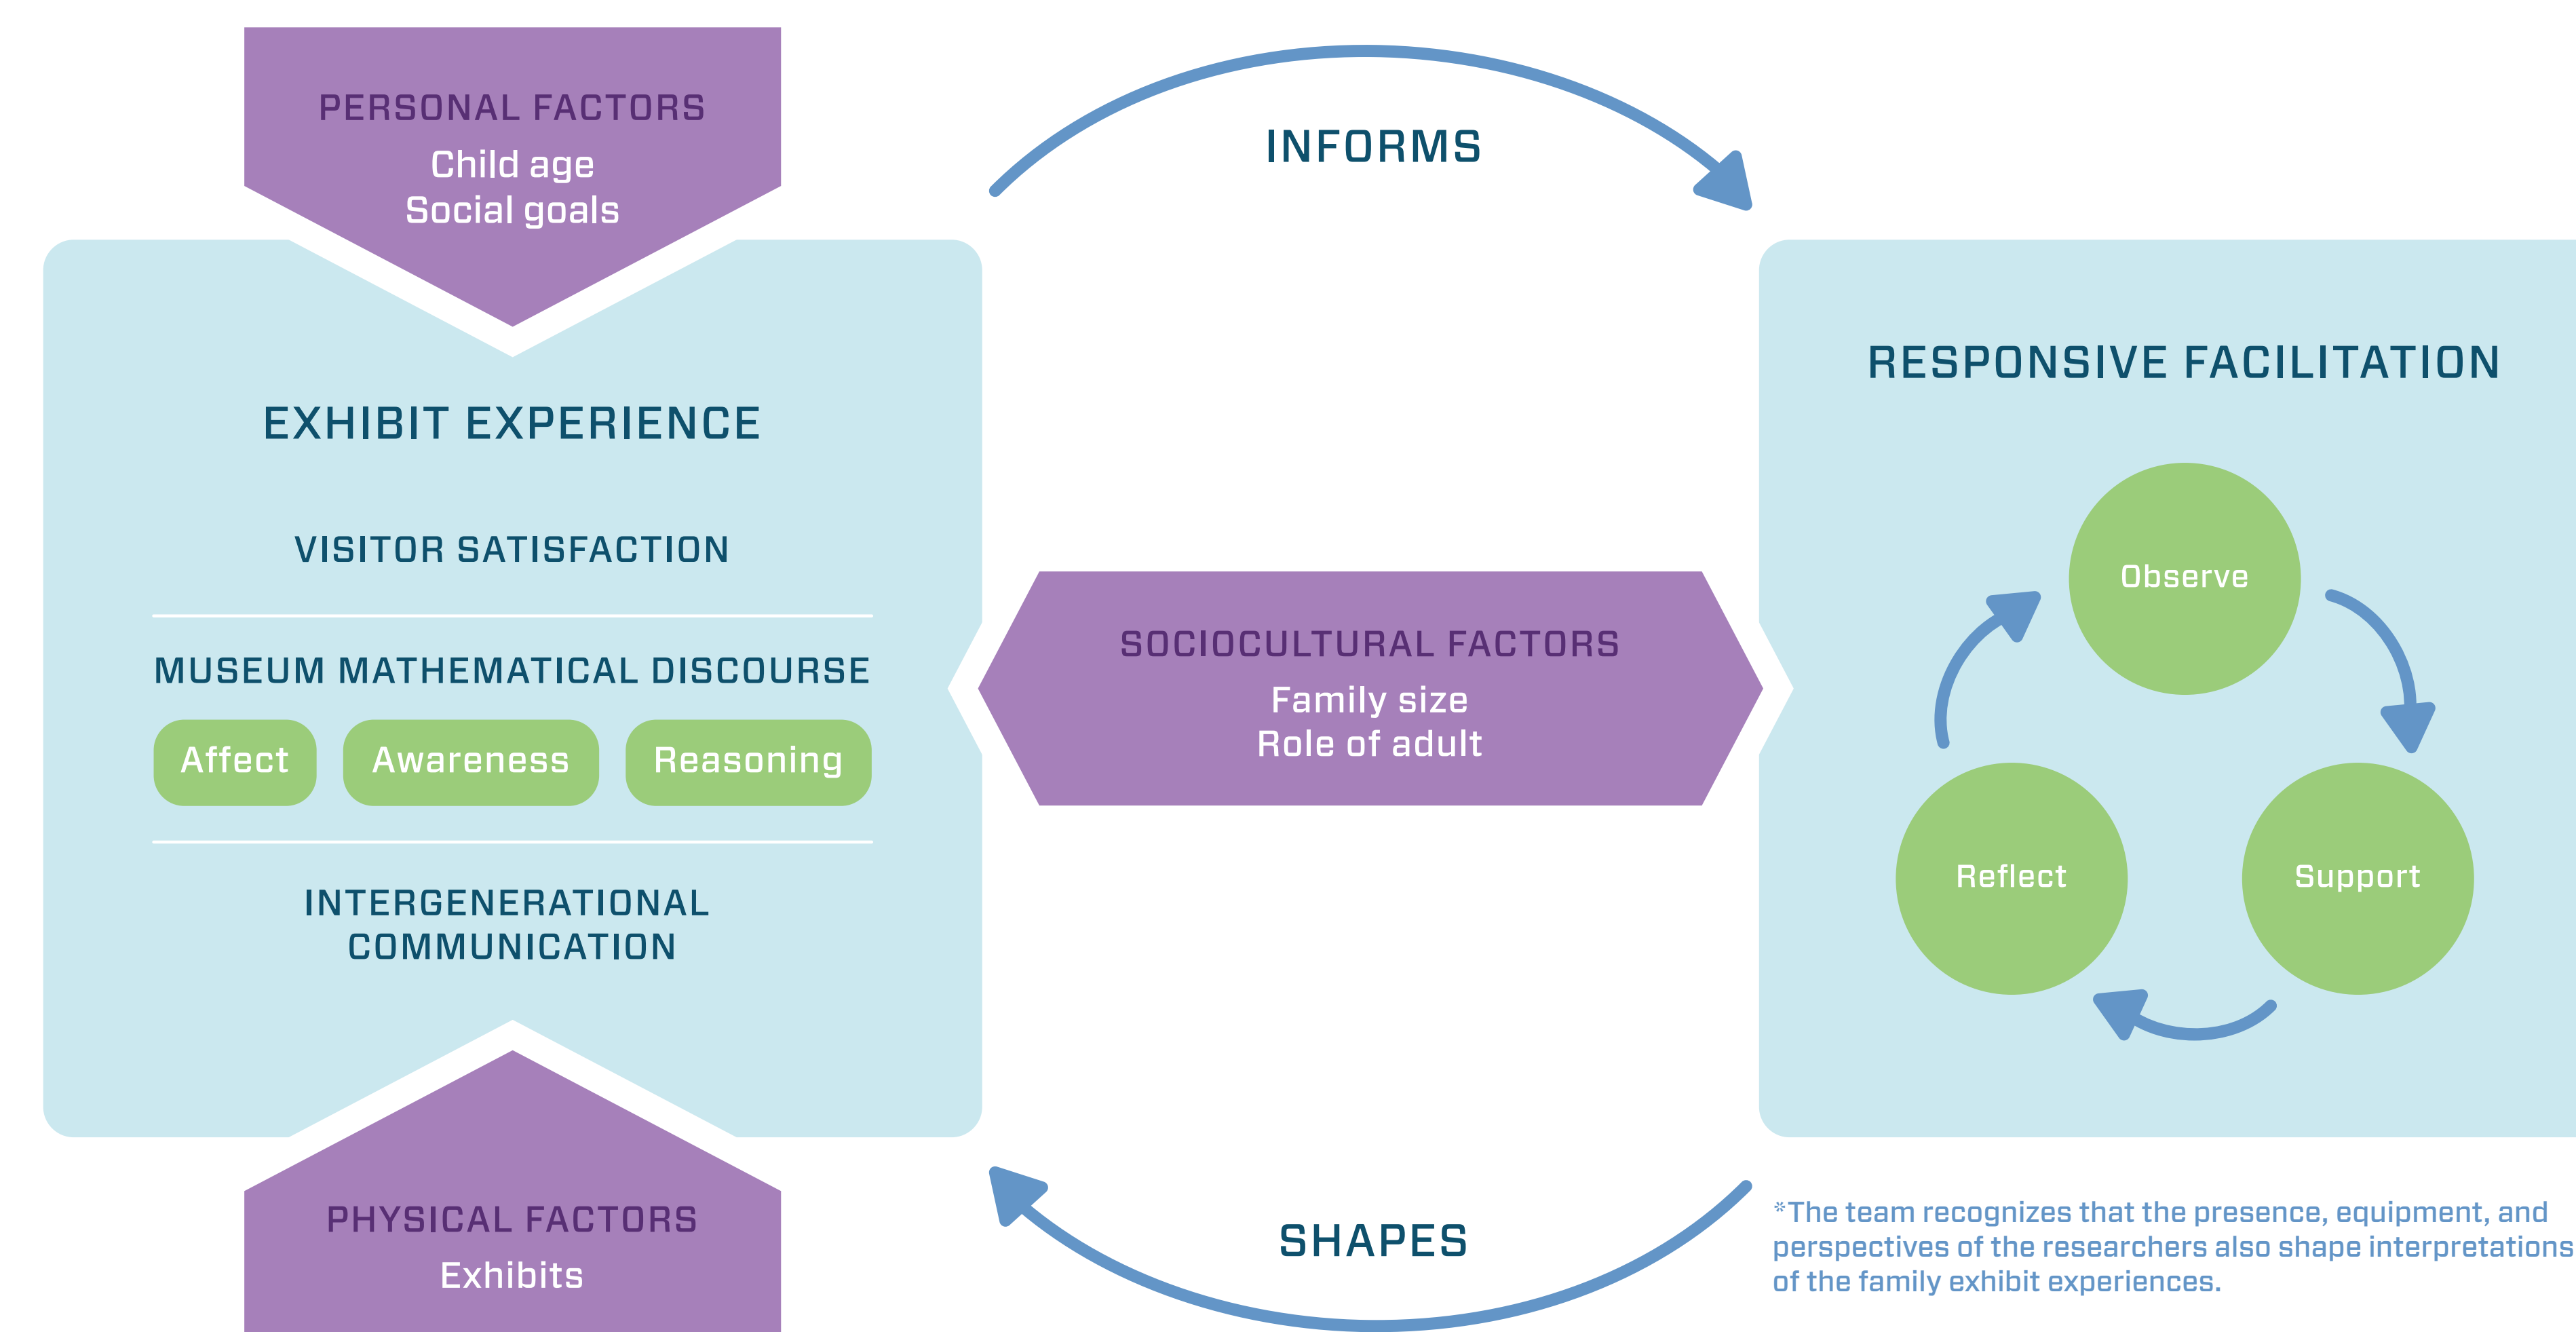 PERSONAL FACTORS
Child age
Social goals
EXHIBIT EXPERIENCE
VISITOR SATISFACTION
MUSEUM MATHEMATICAL DISCOURSE
Affect
Awareness
Reasoning
INTERGENERATIONAL
COMMUNICATION
PHYSICAL FACTORS
Exhibits
INFORMS
SOCIOCULTURAL FACTORS
Family size
Role of adult
SHAPES
RESPONSIVE FACILITATION
Observe
Support
Reflect
*The team recognizes that the presence, equipment, and
perspectives of the researchers also shape interpretations
of the family exhibit experiences.